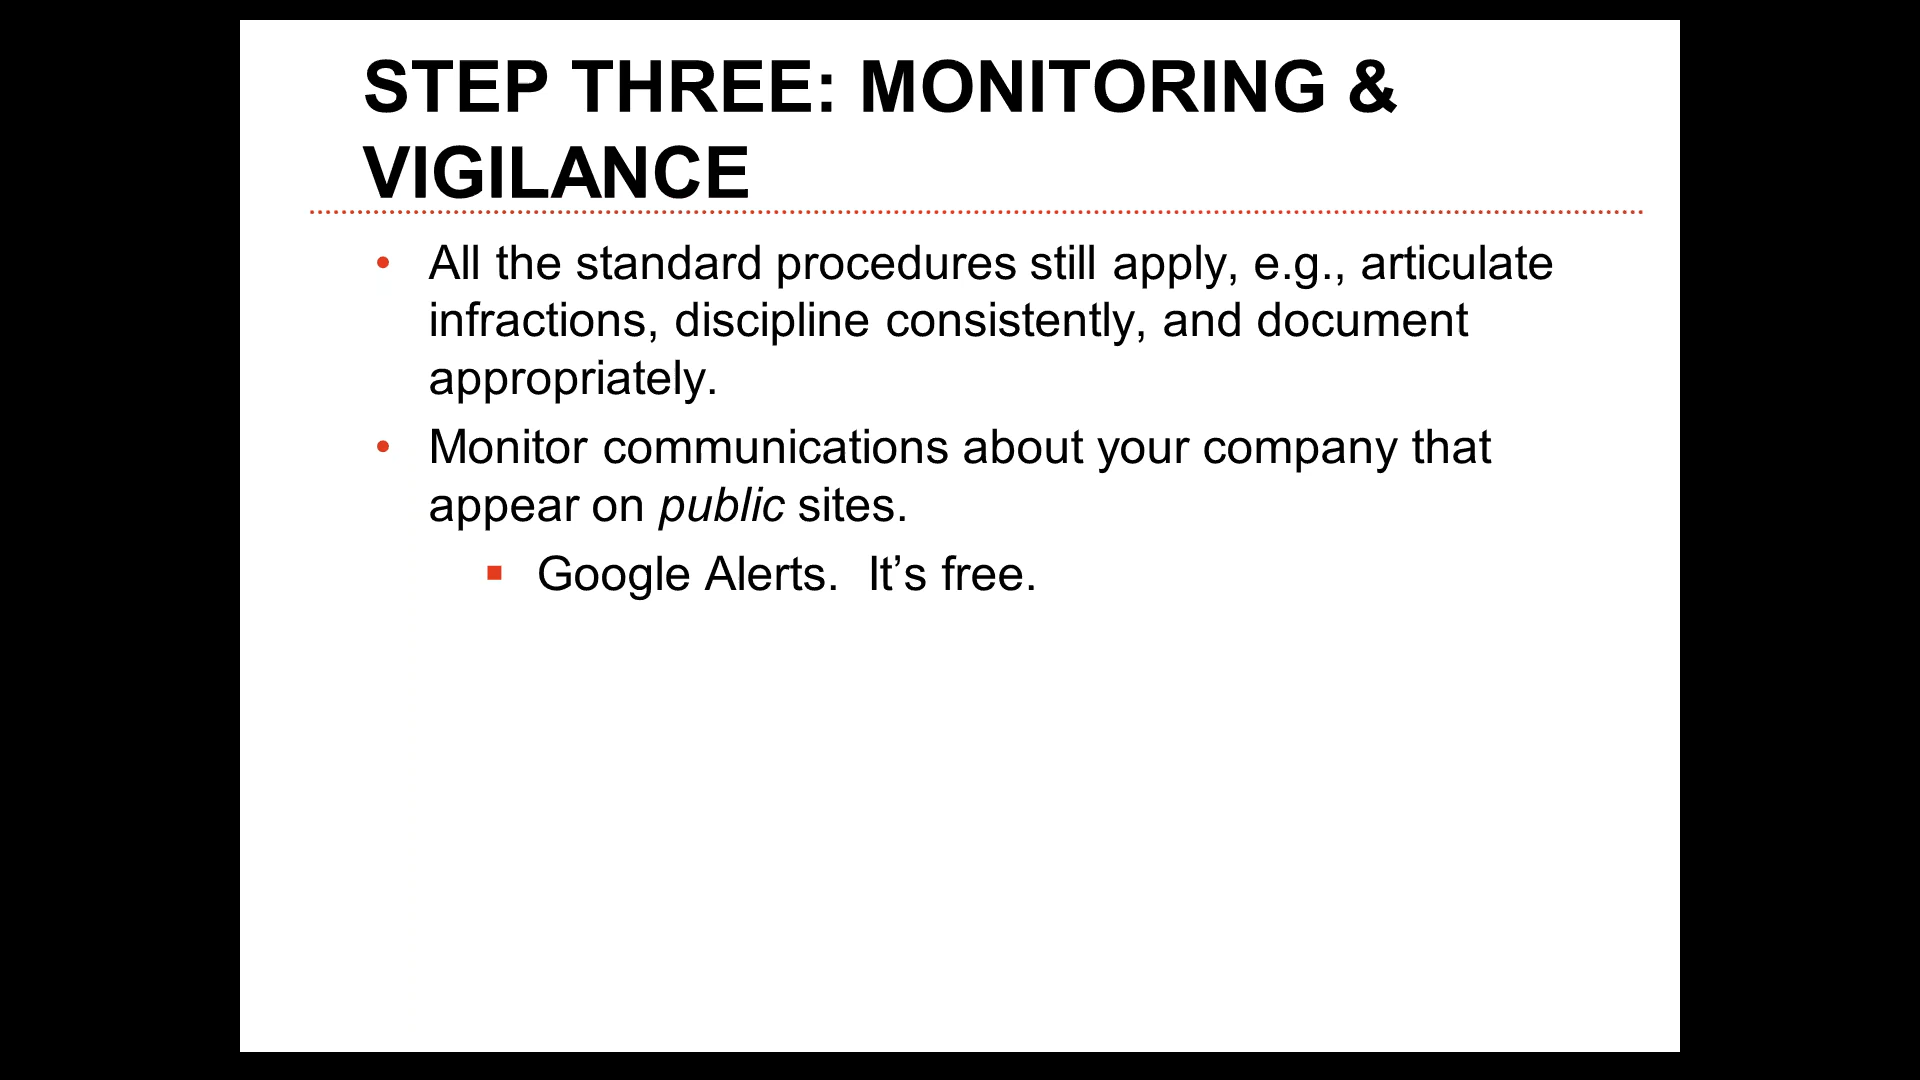 STEP THREE: MONITORING &
VIGILANCE
• All the standard procedures still apply, e.g., articulate
infractions, discipline consistently, and document
appropriately.
• Monitor communications about your company that
appear on public sites.
▪ Google Alerts.  It’s free.